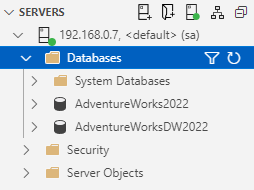 SERVERS
192.168.0.7, <default> (sa)
Databases
System Databases
AdventureWorks2022
AdventureWorksDW2022
Security
Server Objects